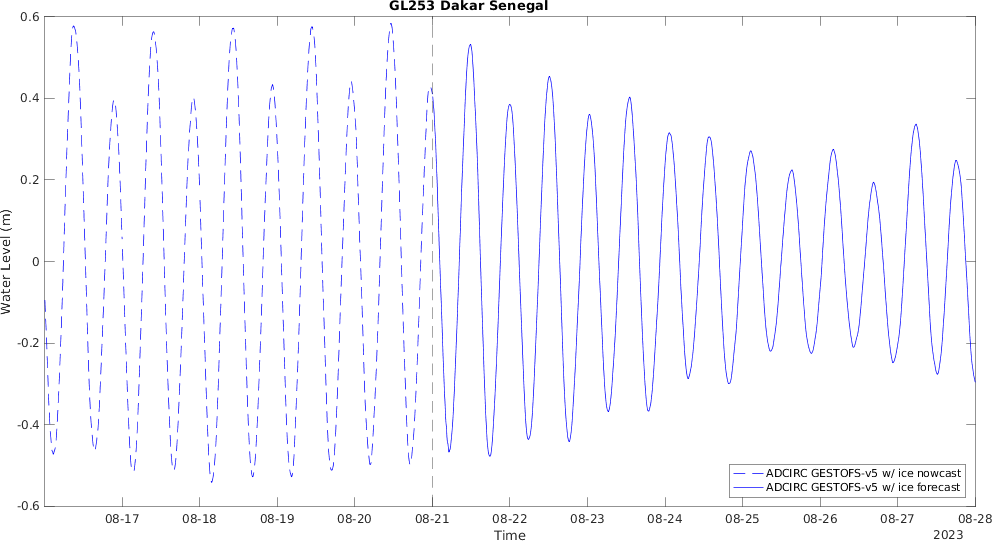 GL253 Dakar Senegal
0.6
0.4
0.2
0
-0.2
-0.4
-0.6
Water Level (m)
ADCIRC GESTOFS-v5 w/ ice nowcast
ADCIRC GESTOFS-v5 w/ ice forecast
08-17 08-18 08-19 08-20 08-21 08-22 08-23 08-24 08-25 08-26 08-27 08-28
Time
2023